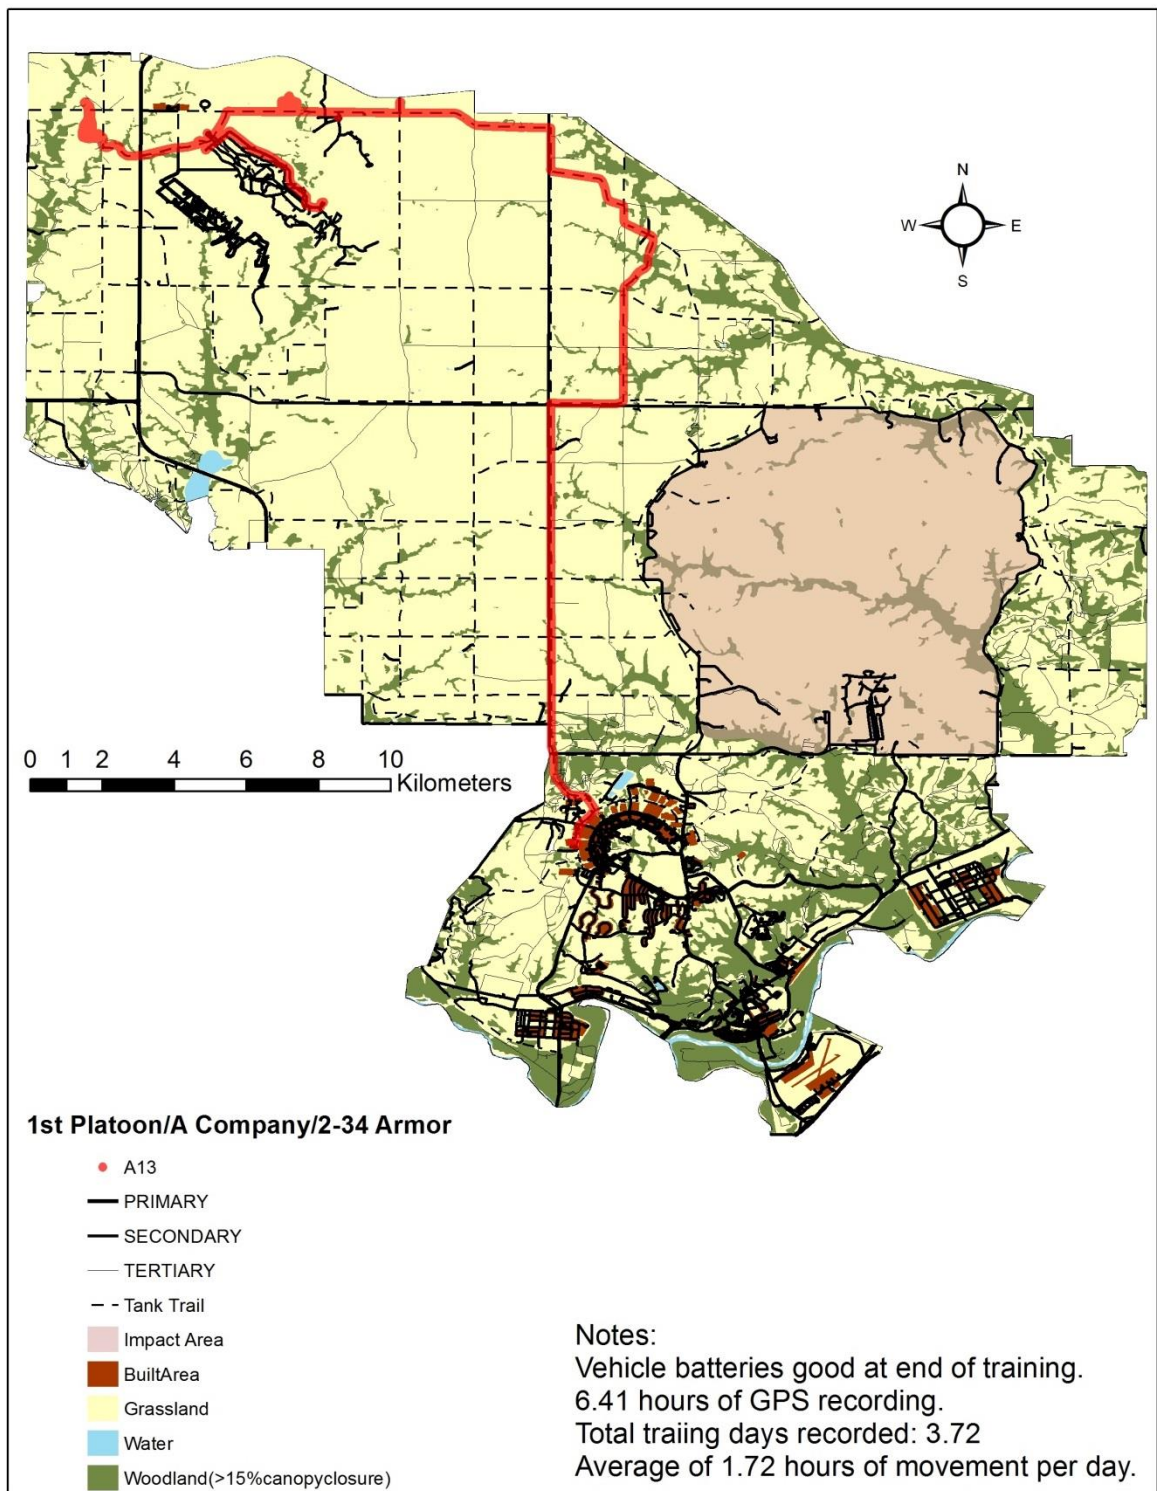 N
W E
S
0 1 2 4 6 8 10
Kilometers
1st Platoon/A Company/2-34 Armor
A13
PRIMARY
SECONDARY
TERTIARY
Tank Trail
Impact Area
BuiltArea
Grassland
Water
Woodland(>15%canopyclosure)
Notes:
Vehicle batteries good at end of training.
6.41 hours of GPS recording.
Total traiing days recorded: 3.72
Average of 1.72 hours of movement per day.